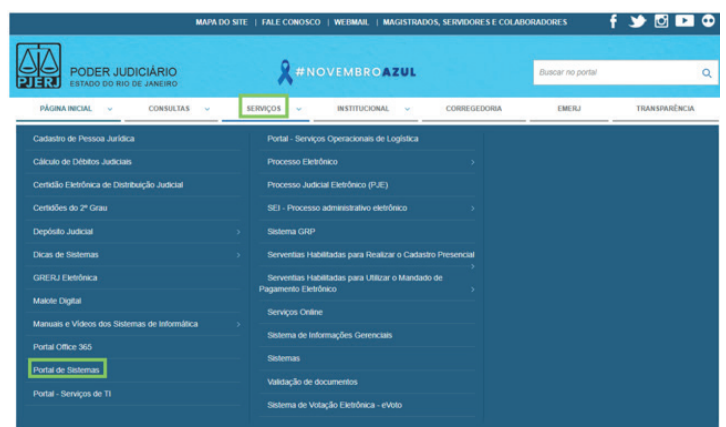 MAPA DO SITE | FALE CONOSCO | WEBMAIL | MAGISTRADOS, SERVIDORES E COLABORADORES
PJERJ
PODER JUDICIÁRIO
ESTADO DO RIO DE JANEIRO
#NOVEMBROAZUL
Buscar no portal
PÁGINA INICIAL CONSULTAS SERVIÇOS INSTITUCIONAL CORREGEDORIA EMERJ TRANSPARÊNCIA
Cadastro de Pessoa Jurídica
Cálculo de Débitos Judiciais
Certidão Eletrônica de Distribuição Judicial
Certidões do 2º Grau
Depósito Judicial
Dicas de Sistemas
GRERJ Eletrônica
Malote Digital
Manuais e Vídeos dos Sistemas de Informática
Portal Office 365
Portal de Sistemas
Portal - Serviços de TI
Portal - Serviços Operacionais de Logística
Processo Eletrônico
Processo Judicial Eletrônico (PJE)
SEI - Processo administrativo eletrônico
Sistema GRP
Serventias Habilitadas para Realizar o Cadastro Presencial
Serventias Habilitadas para Utilizar o Mandado de
Pagamento Eletrônico
Serviços Online
Sistema de Informações Gerenciais
Sistemas
Validação de documentos
Sistema de Votação Eletrônica - eVoto